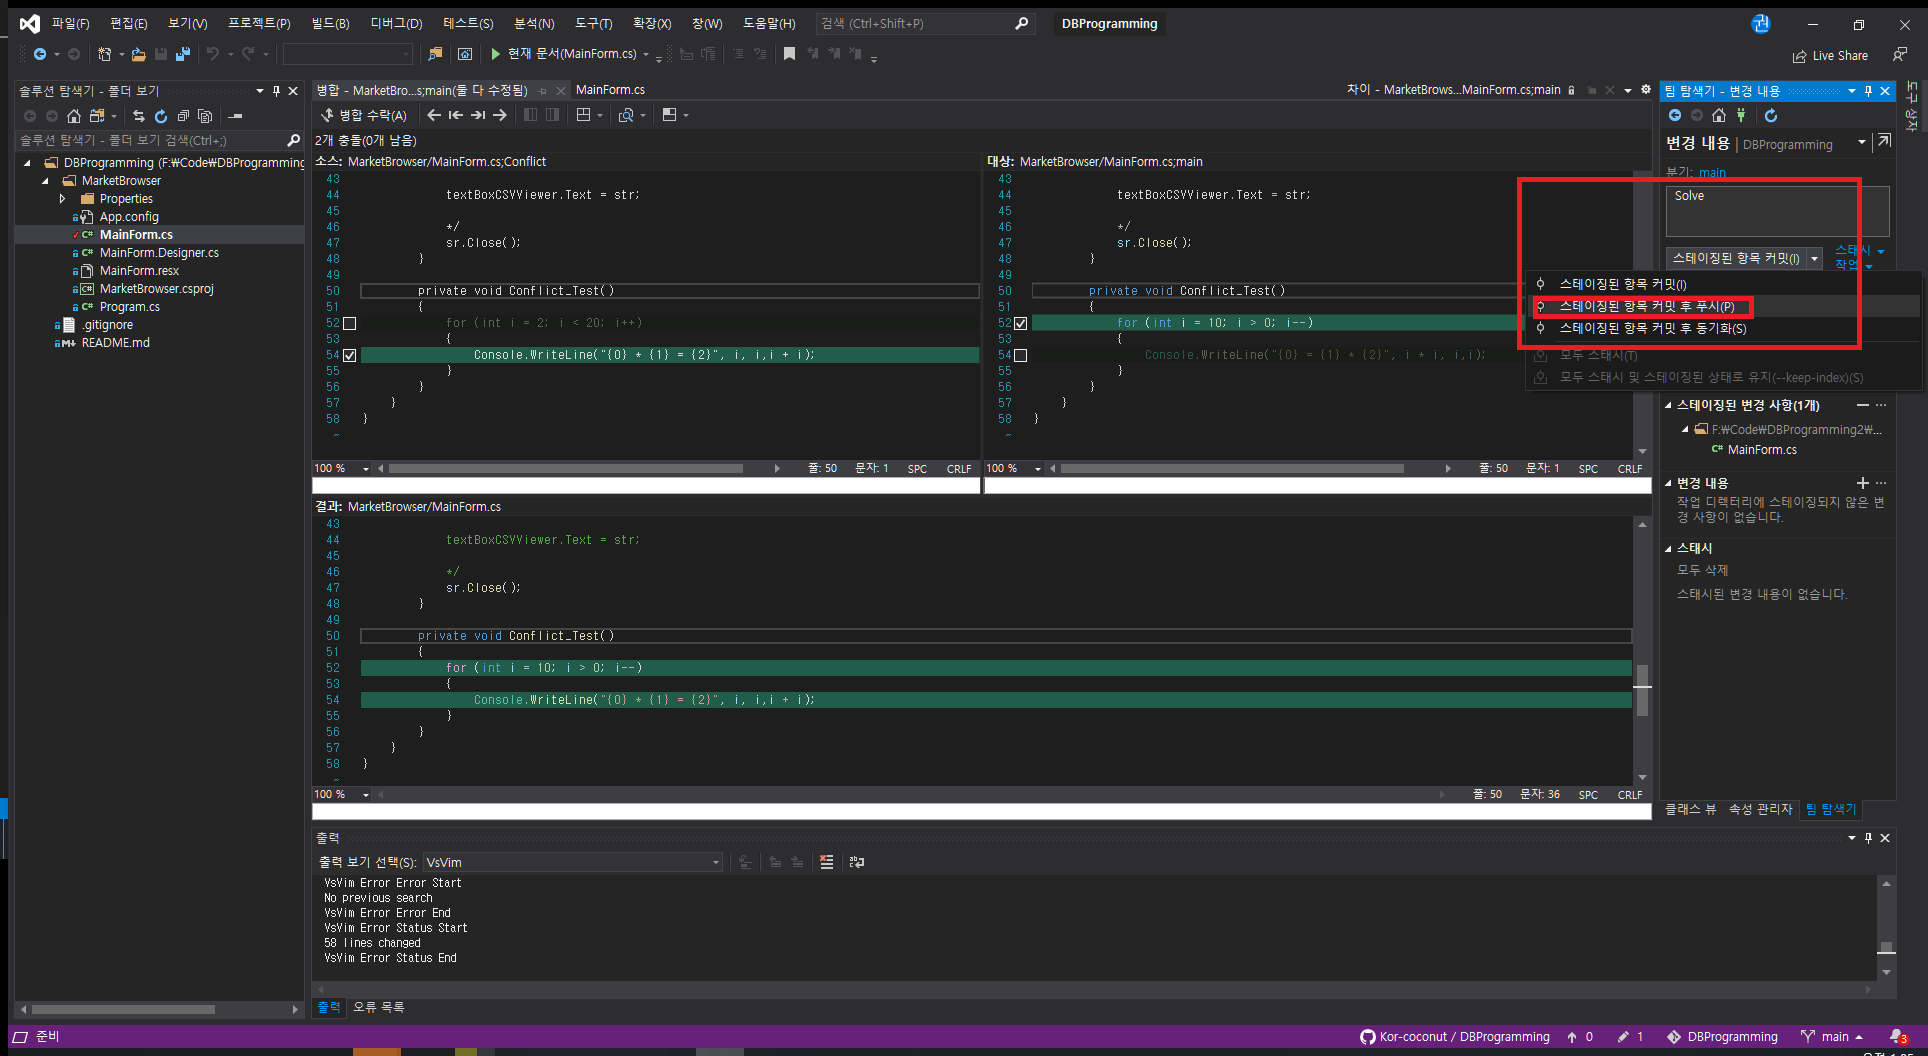 파일(F) 편집(E) 보기(V) 프로젝트(P) 빌드(B) 디버그(D) 테스트(S) 분석(N) 도구(T) 확장(X) 창(W) 도움말(H) 검색 (Ctrl+Shift+P) DBProgramming 권
현재 문서(MainForm.cs) Live Share
솔루션 탐색기 - 폴더 보기
솔루션 탐색기 - 폴더 보기 검색(Ctrl+;)
DBProgramming (F:₩Code₩DBProgramming
MarketBrowser
Properties
App.config
MainForm.cs
MainForm.Designer.cs
MainForm.resx
MarketBrowser.csproj
Program.cs
.gitignore
README.md
병합 - MarketBro...s;main(둘 다 수정됨) MainForm.cs 차이 - MarketBrows...MainForm.cs;main
병합 수락(A)
2개 충돌(0개 남음)
소스: MarketBrowser/MainForm.cs;Conflict
43
44 textBoxCSVViewer.Text = str;
45
46 */
47 sr.Close();
48 }
49
50 private void Conflict_Test()
51 {
52 for (int i = 2; i < 20; i++)
53 {
54 Console.WriteLine("{0} * {1} = {2}", i, i,i + i);
55 }
56 }
57 }
58 }
~
100 % 줄: 50 문자: 1 SPC CRLF
대상: MarketBrowser/MainForm.cs;main
43
44 textBoxCSVViewer.Text = str;
45
46 */
47 sr.Close();
48 }
49
50 private void Conflict_Test()
51 {
52 for (int i = 10; i > 0; i--)
53 {
54 Console.WriteLine("{0} = {1} * {2}", i * i, i,i);
55 }
56 }
57 }
58 }
~
100 % 줄: 50 문자: 1 SPC CRLF
결과: MarketBrowser/MainForm.cs
43
44 textBoxCSVViewer.Text = str;
45
46 */
47 sr.Close();
48 }
49
50 private void Conflict_Test()
51 {
52 for (int i = 10; i > 0; i--)
53 {
54 Console.WriteLine("{0} * {1} = {2}", i, i,i + i);
55 }
56 }
57 }
58 }
~
100 % 줄: 50 문자: 36 SPC CRLF
팀 탐색기 - 변경 내용
변경 내용 | DBProgramming
분기: main
Solve
스테이징된 항목 커밋(I) 스태시
작업
스테이징된 항목 커밋(I)
스테이징된 항목 커밋 후 푸시(P)
스테이징된 항목 커밋 후 동기화(S)
모두 스태시(T)
모두 스태시 및 스테이징된 상태로 유지(--keep-index)(S)
스테이징된 변경 사항(1개)
F:₩Code₩DBProgramming2₩...
MainForm.cs
변경 내용
작업 디렉터리에 스테이징되지 않은 변
경 사항이 없습니다.
스태시
모두 삭제
스태시된 변경 내용이 없습니다.
클래스 뷰 속성 관리자 팀 탐색기
도구 상자
출력
출력 보기 선택(S): VsVim
VsVim Error Error Start
No previous search
VsVim Error Error End
VsVim Error Status Start
58 lines changed
VsVim Error Status End
출력 오류 목록
준비 Kor-coconut / DBProgramming 0 1 DBProgramming main 3